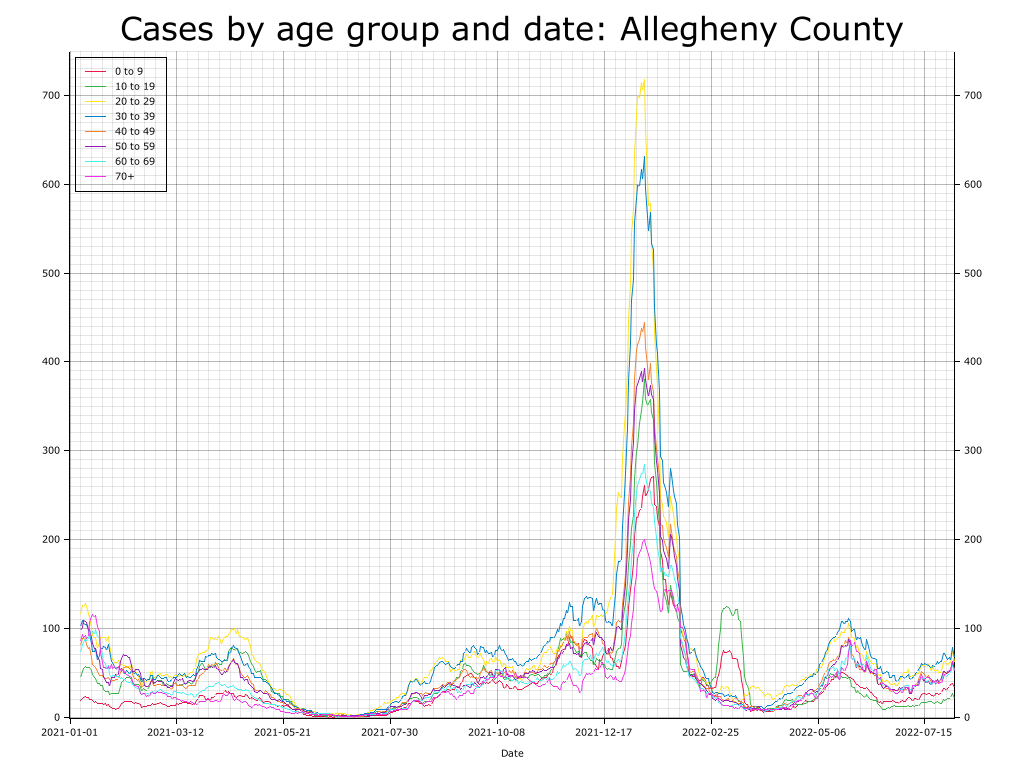 Cases by age group and date: Allegheny County
0 to 9
10 to 19
20 to 29
30 to 39
40 to 49
50 to 59
60 to 69
70+
700
600
500
400
300
200
100
0
700
600
500
400
300
200
100
0
2021-01-01 2021-03-12 2021-05-21 2021-07-30 2021-10-08 2021-12-17 2022-02-25 2022-05-06 2022-07-15
Date